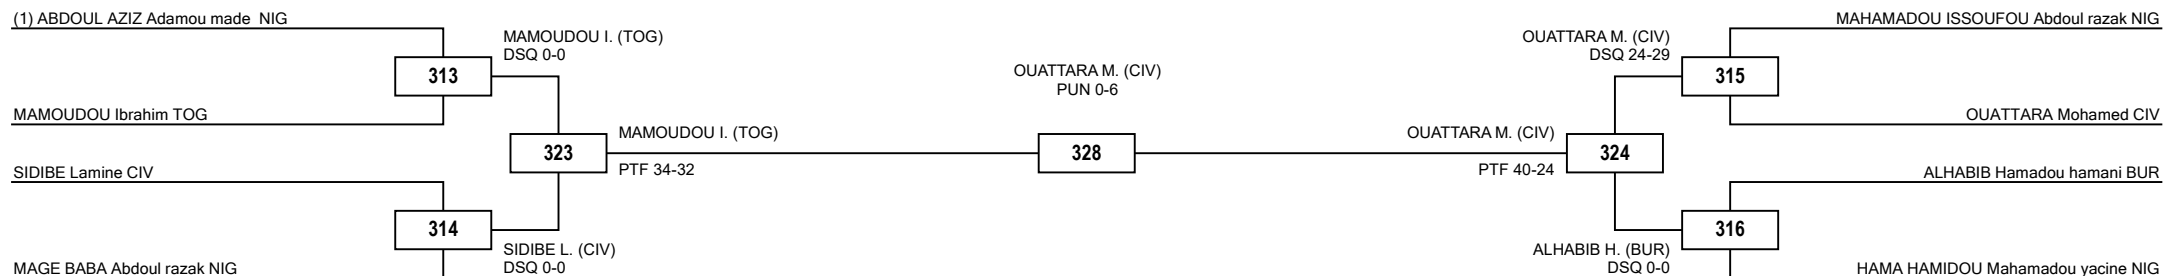 (1) ABDOUL AZIZ Adamou made  NIG
MAMOUDOU I. (TOG)
DSQ 0-0
313
MAMOUDOU Ibrahim TOG
MAMOUDOU I. (TOG)
323
PTF 34-32
SIDIBE Lamine CIV
314
SIDIBE L. (CIV)
DSQ 0-0
MAGE BABA Abdoul razak NIG
OUATTARA M. (CIV)
PUN 0-6
328
MAHAMADOU ISSOUFOU Abdoul razak NIG
OUATTARA M. (CIV)
DSQ 24-29
315
OUATTARA Mohamed CIV
OUATTARA M. (CIV)
324
PTF 40-24
ALHABIB Hamadou hamani BUR
316
ALHABIB H. (BUR)
DSQ 0-0
HAMA HAMIDOU Mahamadou yacine NIG